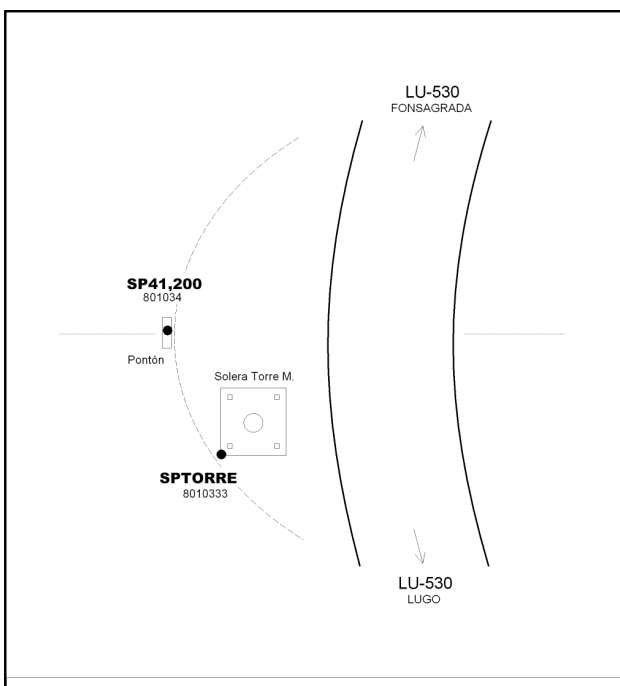 LU-530
FONSAGRADA
SP41,200
801034
Pontón
Solera Torre M.
SPTORRE
8010333
LU-530
LUGO